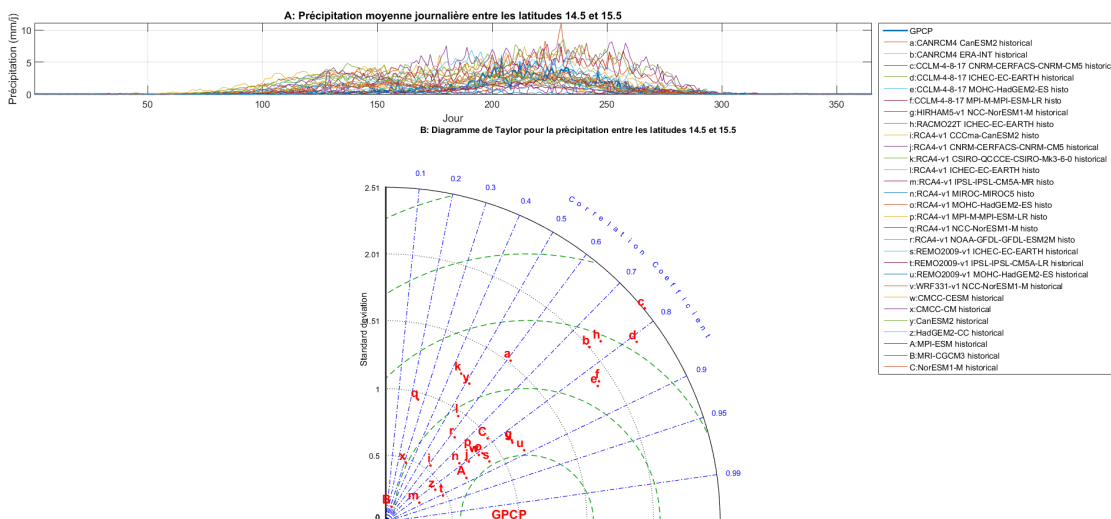 A: Précipitation moyenne journalière entre les latitudes 14.5 et 15.5
Précipitation (mm/j)
10
5
0
50
100
150
200
250
300
350
Jour
GPCP
a:CANRCM4 CanESM2 historical
b:CANRCM4 ERA-INT historical
c:CCLM-4-8-17 CNRM-CERFACS-CNRM-CM5 historic
d:CCLM-4-8-17 ICHEC-EC-EARTH historical
e:CCLM-4-8-17 MOHC-HadGEM2-ES histo
f:CCLM-4-8-17 MPI-M-MPI-ESM-LR histo
g:HIRHAM5-v1 NCC-NorESM1-M historical
h:RACMO22T ICHEC-EC-EARTH histo
i:RCA4-v1 CCCma-CanESM2 histo
j:RCA4-v1 CNRM-CERFACS-CNRM-CM5 historical
k:RCA4-v1 CSIRO-QCCCE-CSIRO-Mk3-6-0 historical
l:RCA4-v1 ICHEC-EC-EARTH histo
m:RCA4-v1 IPSL-IPSL-CM5A-MR histo
n:RCA4-v1 MIROC-MIROC5 histo
o:RCA4-v1 MOHC-HadGEM2-ES histo
p:RCA4-v1 MPI-M-MPI-ESM-LR histo
q:RCA4-v1 NCC-NorESM1-M histo
r:RCA4-v1 NOAA-GFDL-GFDL-ESM2M histo
s:REMO2009-v1 ICHEC-EC-EARTH historical
t:REMO2009-v1 IPSL-IPSL-CM5A-LR historical
u:REMO2009-v1 MOHC-HadGEM2-ES historical
v:WRF331-v1 NCC-NorESM1-M historical
w:CMCC-CESM historical
x:CMCC-CM historical
y:CanESM2 historical
z:HadGEM2-CC historical
A:MPI-ESM historical
B:MRI-CGCM3 historical
C:NorESM1-M historical
B: Diagramme de Taylor pour la prècipitation entre les latitudes 14.5 et 15.5
Standard deviation
2.51
2.01
1.51
1
0.5
0
0.1
0.2
0.3
0.4
0.5
0.6
0.7
0.8
0.9
0.95
0.99
Correlation Coefficient
c
h
b
d
a
k
y
f
e
q
l
r
C
g
u
p
w
o
s
j
n
x
i
A
z
t
m
B
GPCP